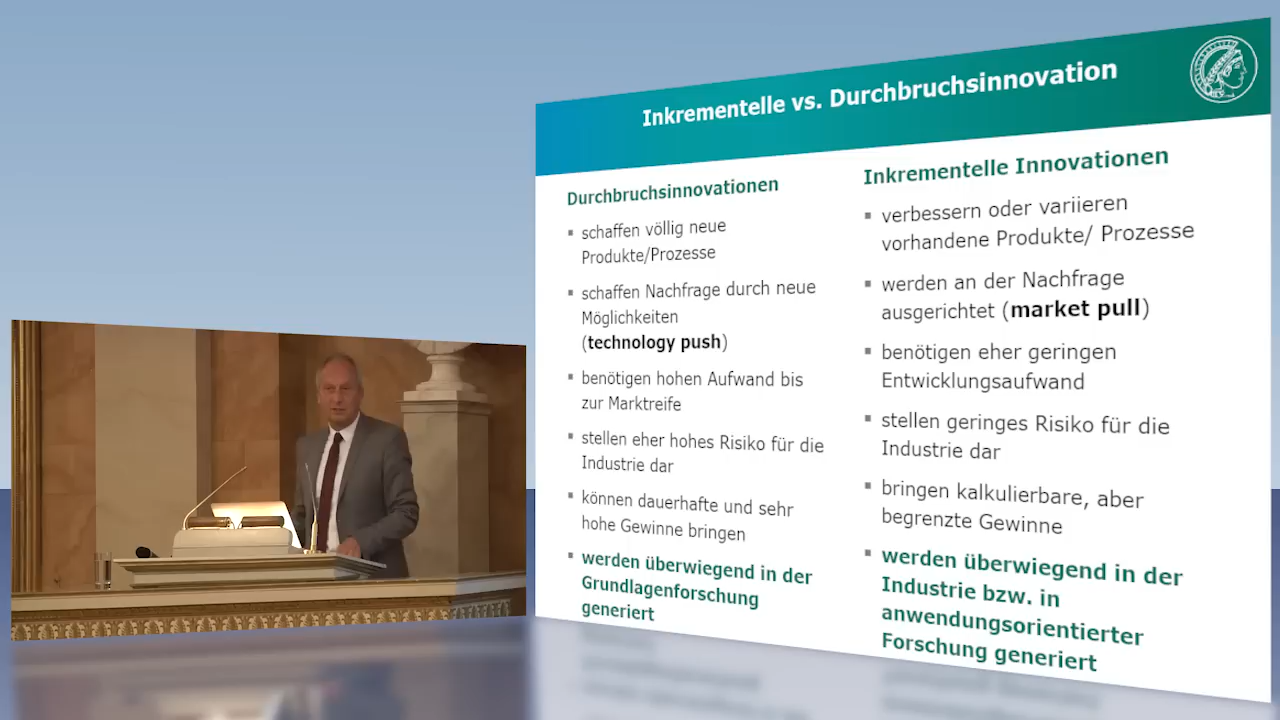 Inkrementelle vs. Durchbruchsinnovation
Durchbruchsinnovationen
schaffen völlig neue
Produkte/Prozesse
schaffen Nachfrage durch neue
Möglichkeiten
(technology push)
benötigen hohen Aufwand bis
zur Marktreife
stellen eher hohes Risiko für die
Industrie dar
können dauerhafte und sehr
hohe Gewinne bringen
werden überwiegend in der
Grundlagenforschung
generiert
Inkrementelle Innovationen
verbessern oder variieren
vorhandene Produkte/ Prozesse
werden an der Nachfrage
ausgerichtet (market pull)
benötigen eher geringen
Entwicklungsaufwand
stellen geringes Risiko für die
Industrie dar
bringen kalkulierbare, aber
begrenzte Gewinne
werden überwiegend in der
Industrie bzw. in
anwendungsorientierter
Forschung generiert